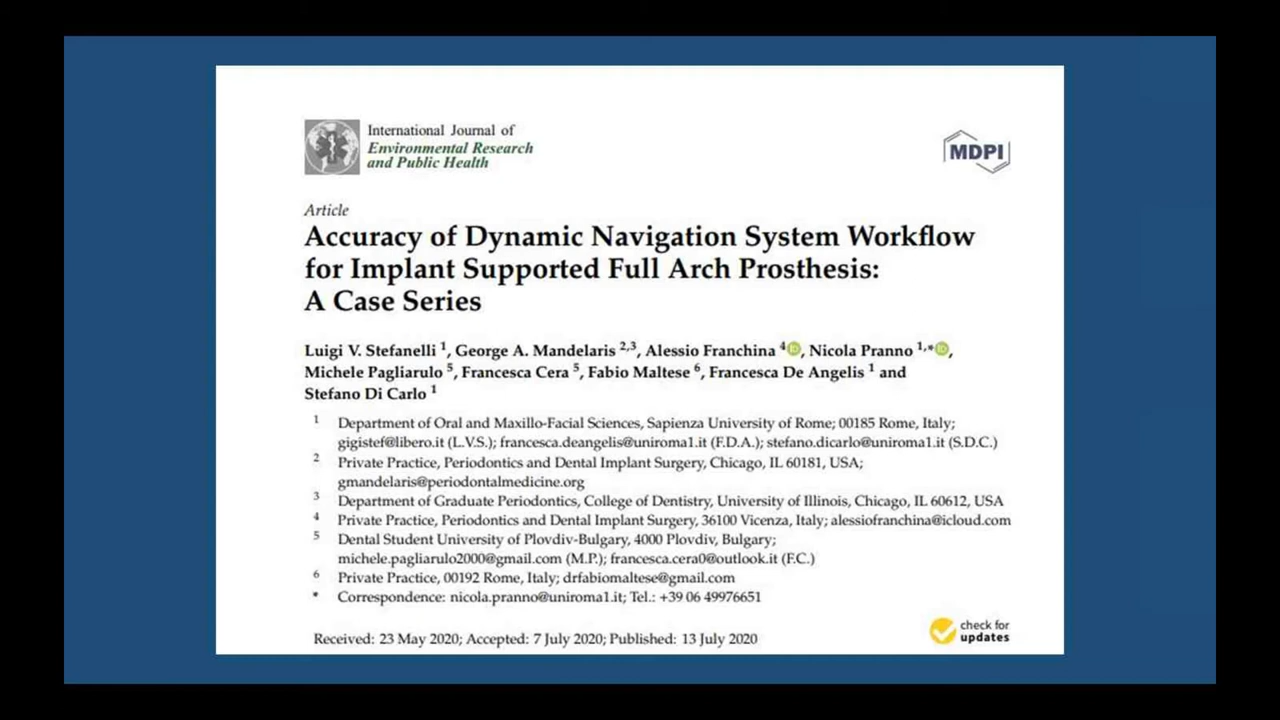 International Journal of
Environmental Research
and Public Health
MDPI
Article
Accuracy of Dynamic Navigation System Workflow
for Implant Supported Full Arch Prosthesis:
A Case Series
Luigi V. Stefanelli 1, George A. Mandelaris 2,3, Alessio Franchina 4, Nicola Pranno 1,*,
Michele Pagliarulo 5, Francesca Cera 5, Fabio Maltese 6, Francesca De Angelis 1 and
Stefano Di Carlo 1
1 Department of Oral and Maxillo-Facial Sciences, Sapienza University of Rome; 00185 Rome, Italy;
gigistef@libero.it (L.V.S.); francesca.deangelis@uniroma1.it (F.D.A.); stefano.dicarlo@uniroma1.it (S.D.C.)
2 Private Practice, Periodontics and Dental Implant Surgery, Chicago, IL 60181, USA;
gmandelaris@periodontalmedicine.org
3 Department of Graduate Periodontics, College of Dentistry, University of Illinois, Chicago, IL 60612, USA
4 Private Practice, Periodontics and Dental Implant Surgery, 36100 Vicenza, Italy; alessiofranchina@icloud.com
5 Dental Student University of Plovdiv-Bulgary, 4000 Plovdiv, Bulgary;
michele.pagliarulo2000@gmail.com (M.P.); francesca.cera0@outlook.it (F.C.)
6 Private Practice, 00192 Rome, Italy; drfabiomaltese@gmail.com
* Correspondence: nicola.pranno@uniroma1.it; Tel.: +39 06 49976651
Received: 23 May 2020; Accepted: 7 July 2020; Published: 13 July 2020
check for
updates